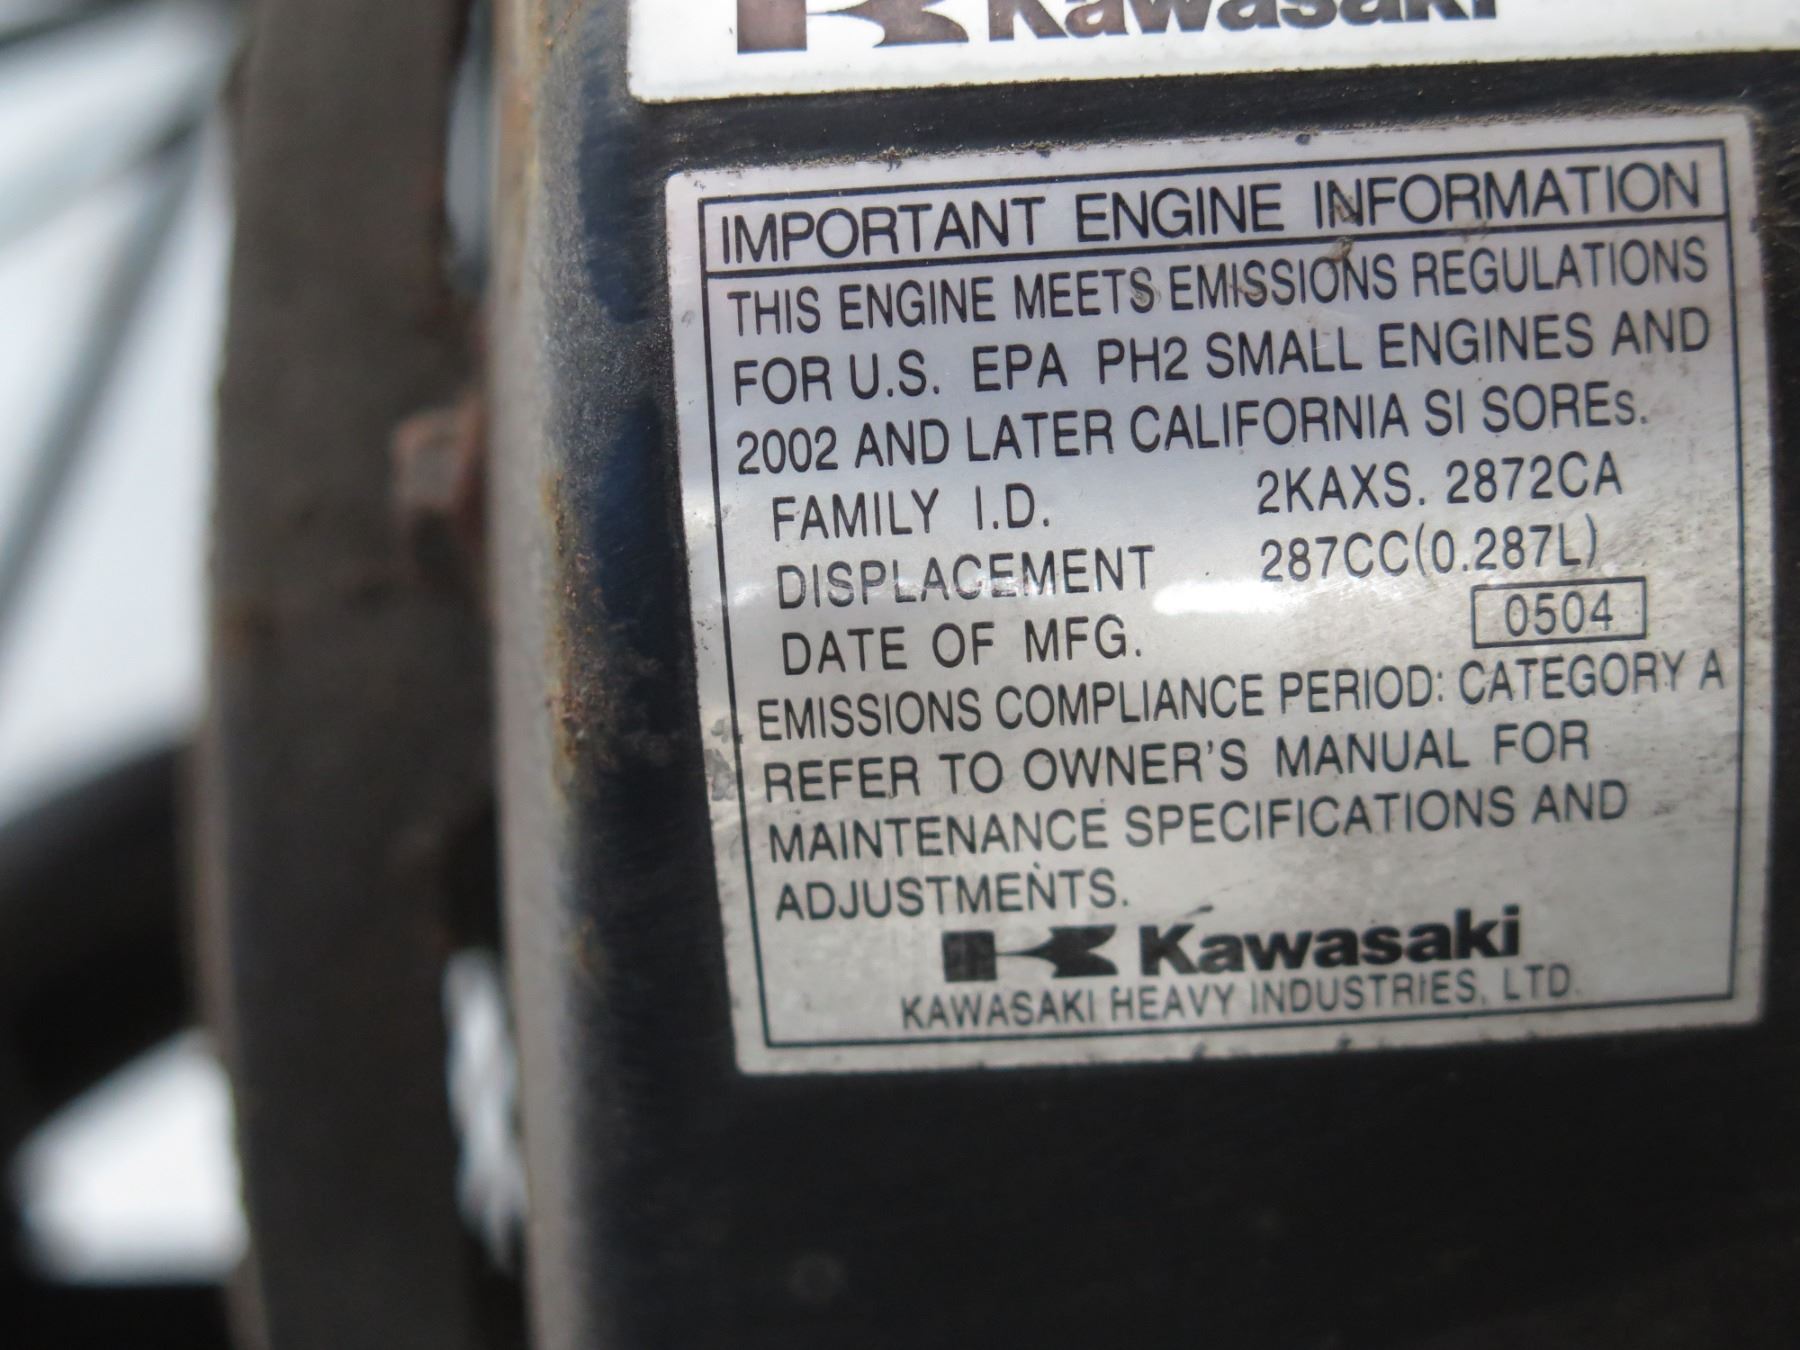 Kawasaki
IMPORTANT ENGINE INFORMATION
THIS ENGINE MEETS EMISSIONS REGULATIONS
FOR U.S. EPA PH2 SMALL ENGINES AND
2002 AND LATER CALIFORNIA SI SOREs.
FAMILY I.D. 2KAXS. 2872CA
DISPLACEMENT 287CC(0.287L)
DATE OF MFG. 0504
EMISSIONS COMPLIANCE PERIOD: CATEGORY A
REFER TO OWNER'S MANUAL FOR
MAINTENANCE SPECIFICATIONS AND
ADJUSTMENTS.
Kawasaki
KAWASAKI HEAVY INDUSTRIES, LTD.